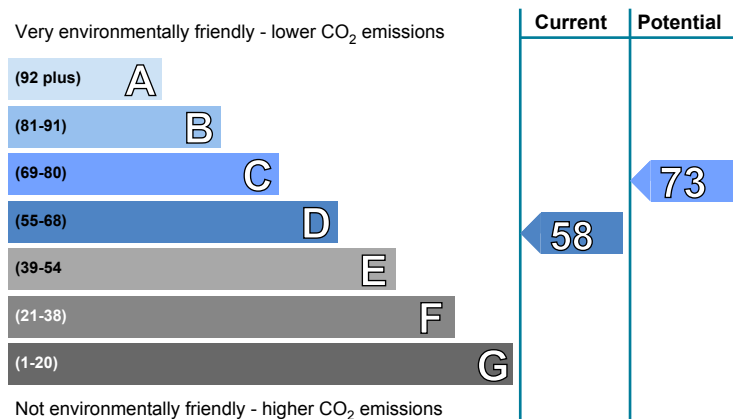 Very environmentally friendly - lower CO₂ emissions
Current
Potential
(92 plus) A
(81-91) B
(69-80) C
73
(55-68) D
58
(39-54 E
(21-38) F
(1-20) G
Not environmentally friendly - higher CO₂ emissions